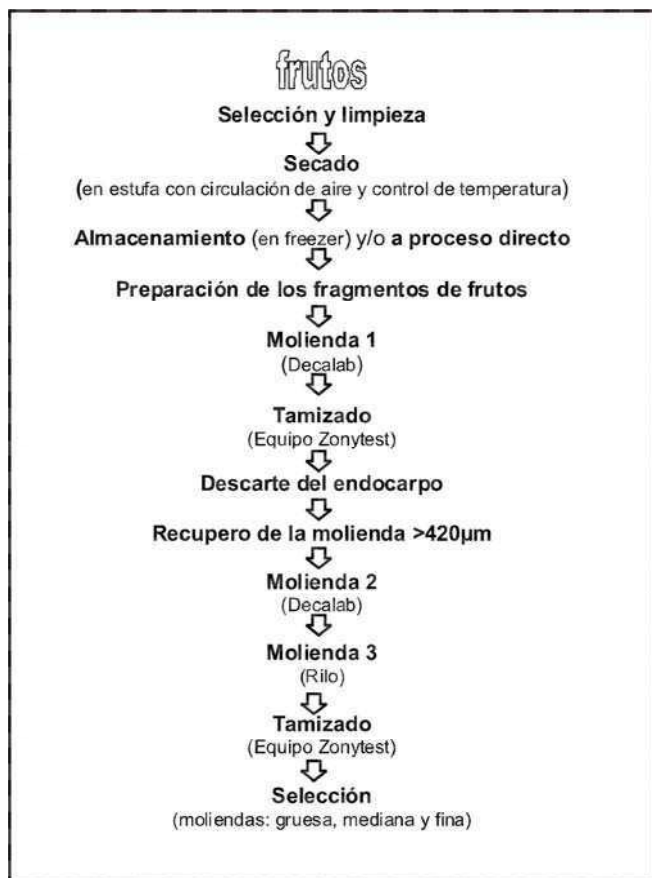 frutos
Selección y limpieza
Secado
(en estufa con circulación de aire y control de temperatura)
Almacenamiento (en freezer) y/o a proceso directo
Preparación de los fragmentos de frutos
Molienda 1
(Decalab)
Tamizado
(Equipo Zonytest)
Descarte del endocarpo
Recupero de la molienda >420µm
Molienda 2
(Decalab)
Molienda 3
(Rilo)
Tamizado
(Equipo Zonytest)
Selección
(moliendas: gruesa, mediana y fina)